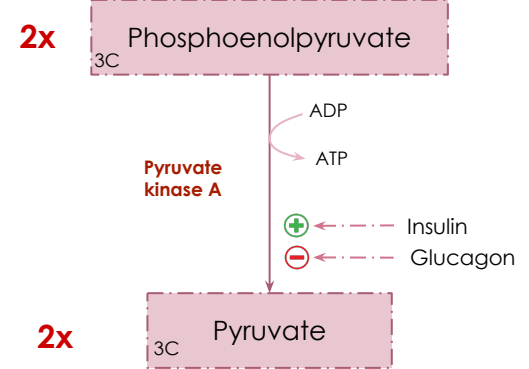 2x
Phosphoenolpyruvate
3C
ADP
ATP
Pyruvate
kinase A
Insulin
Glucagon
2x
Pyruvate
3C